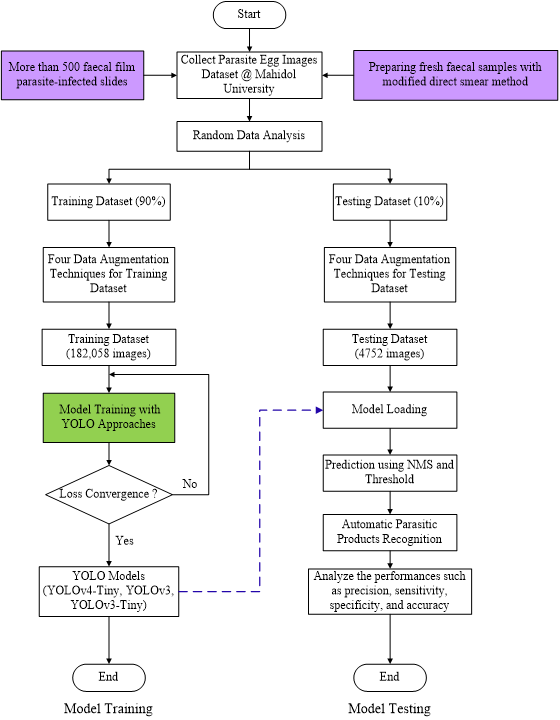 Start
More than 500 faecal film
parasite-infected slides
Collect Parasite Egg Images
Dataset @ Mahidol
University
Preparing fresh faecal samples with
modified direct smear method
Random Data Analysis
Training Dataset (90%)
Testing Dataset (10%)
Four Data Augmentation
Techniques for Training
Dataset
Four Data Augmentation
Techniques for Testing
Dataset
Training Dataset
(182,058 images)
Testing Dataset
(4752 images)
Model Training with
YOLO Approaches
Model Loading
Loss Convergence ?
No
Prediction using NMS and
Threshold
Yes
Automatic Parasitic
Products Recognition
YOLO Models
(YOLOv4-Tiny, YOLOv3,
YOLOv3-Tiny)
Analyze the performances such
as precision, sensitivity,
specificity, and accuracy
End
End
Model Training
Model Testing